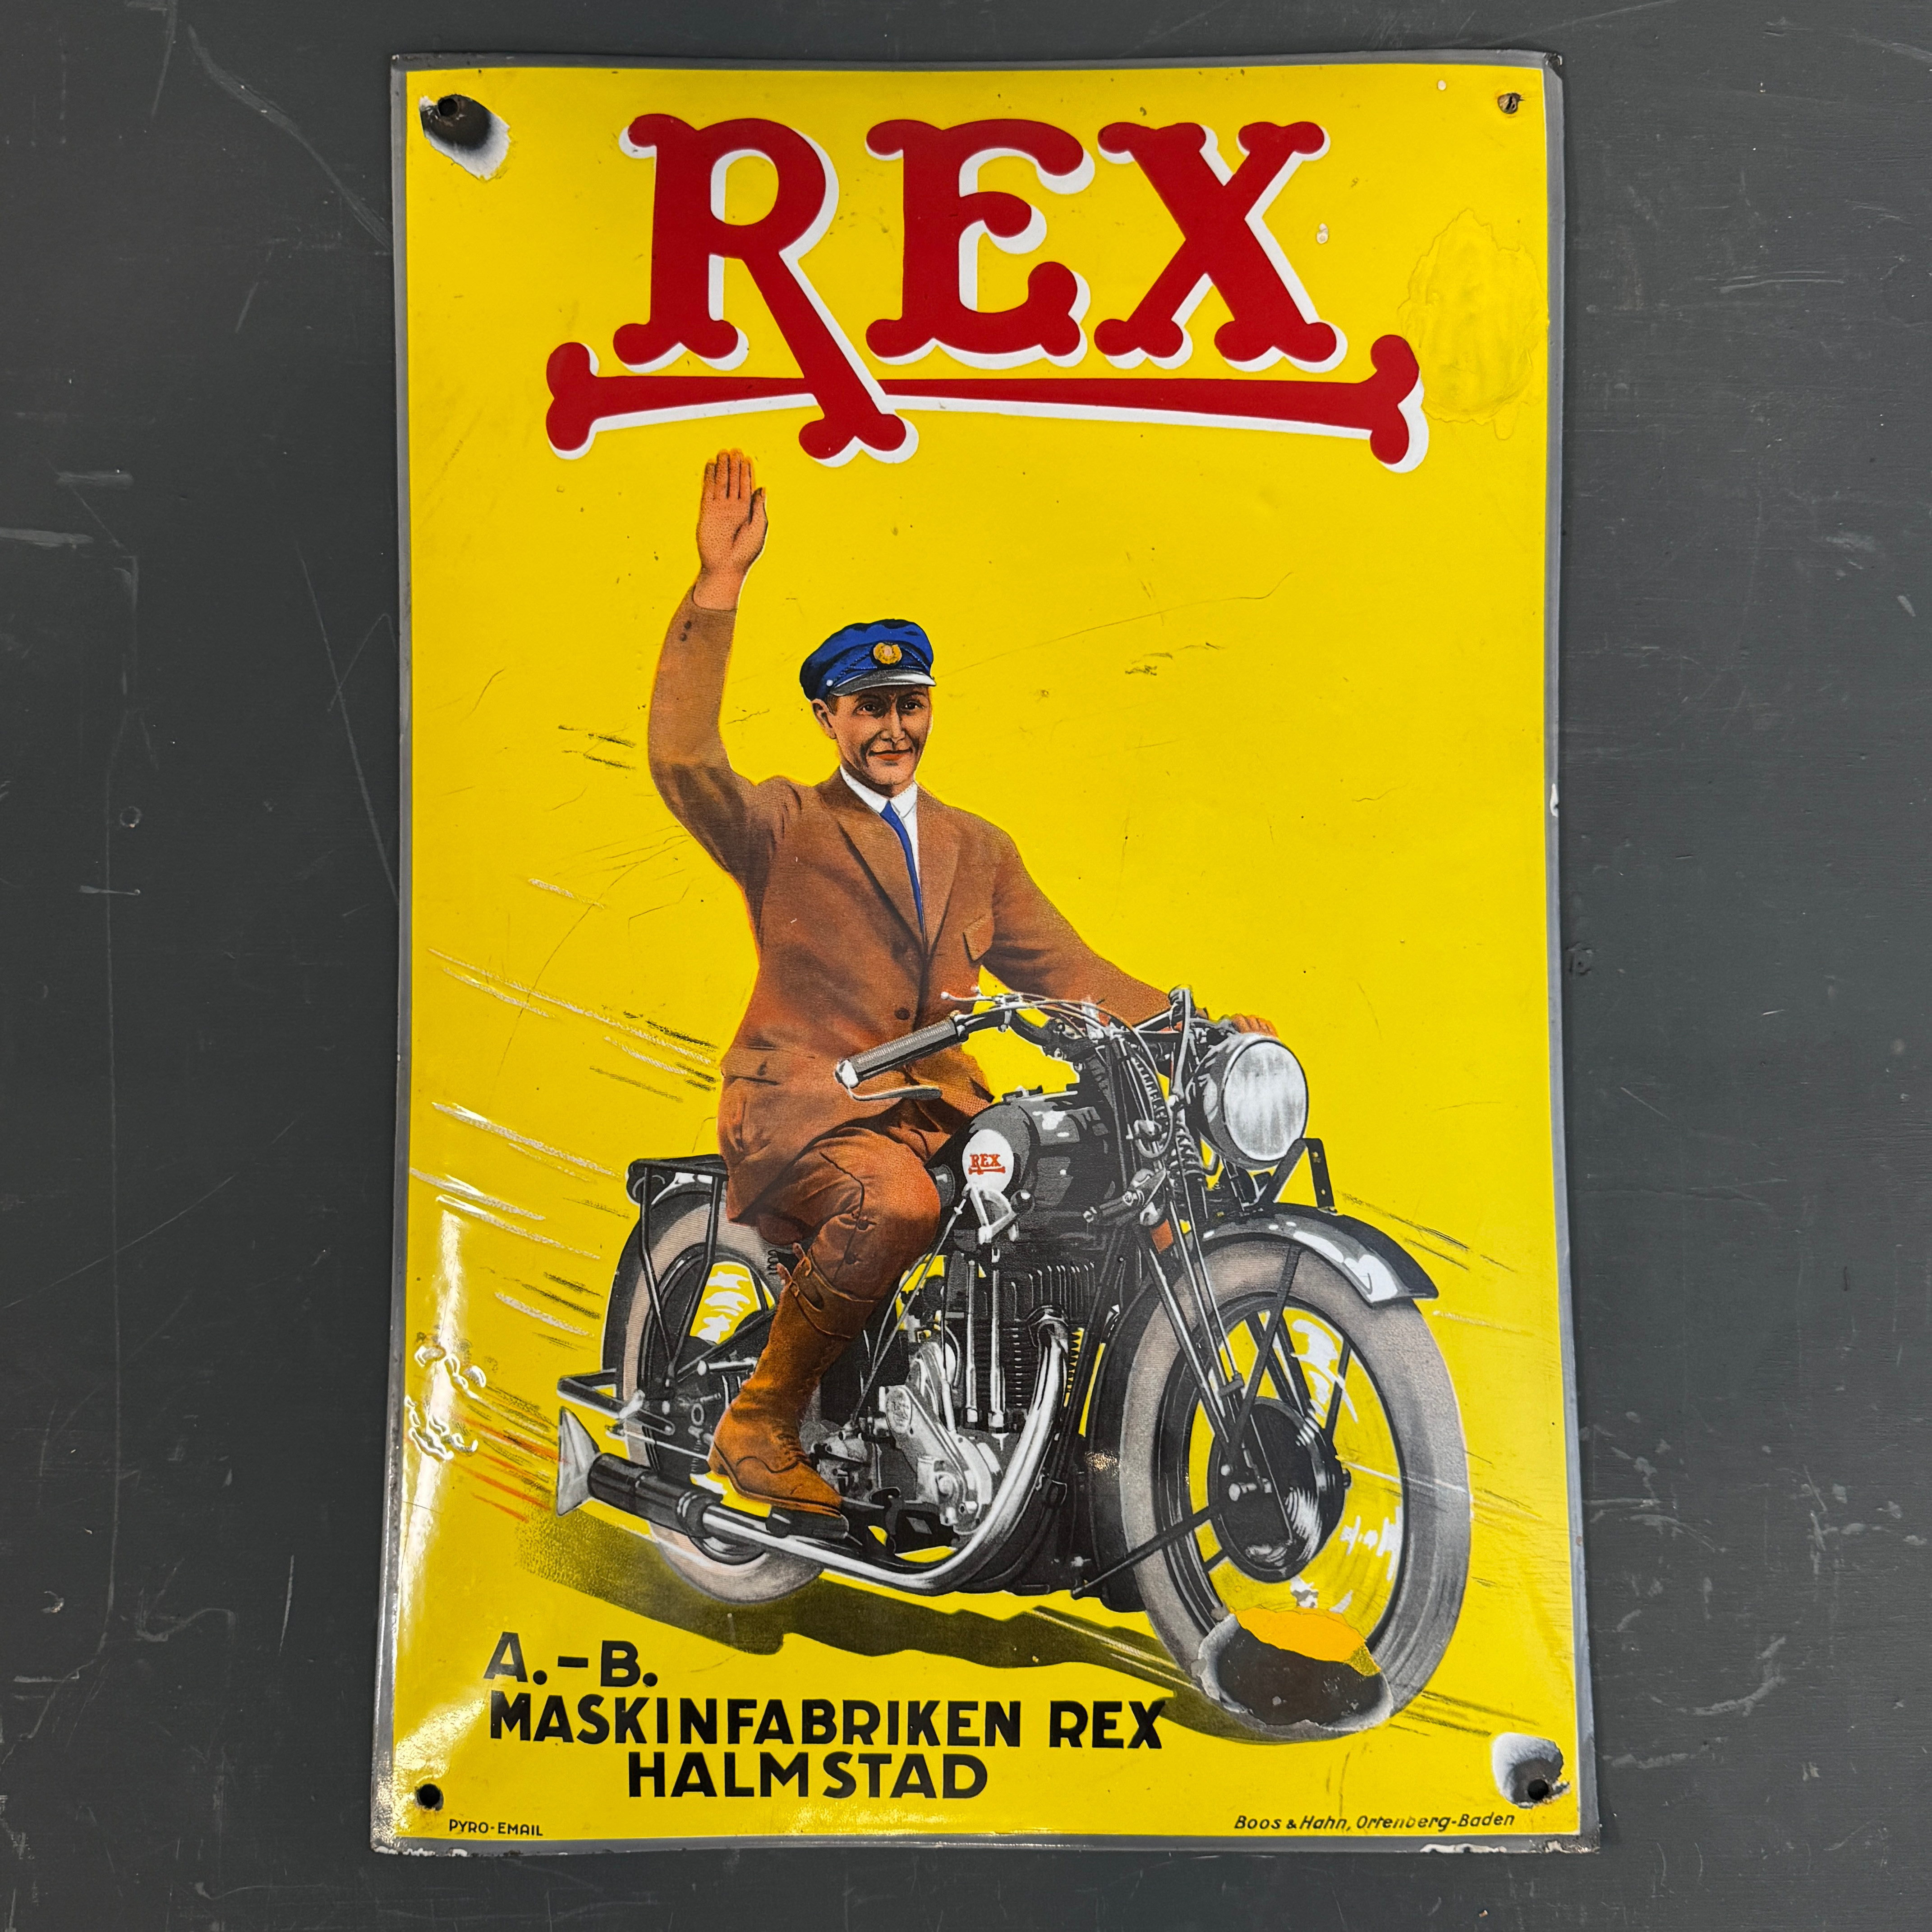 REX
REX
A.-B.
MASKINFABRIKEN REX
HALMSTAD
PYRO-EMAIL
Boos & Hahn, Ortenberg-Baden